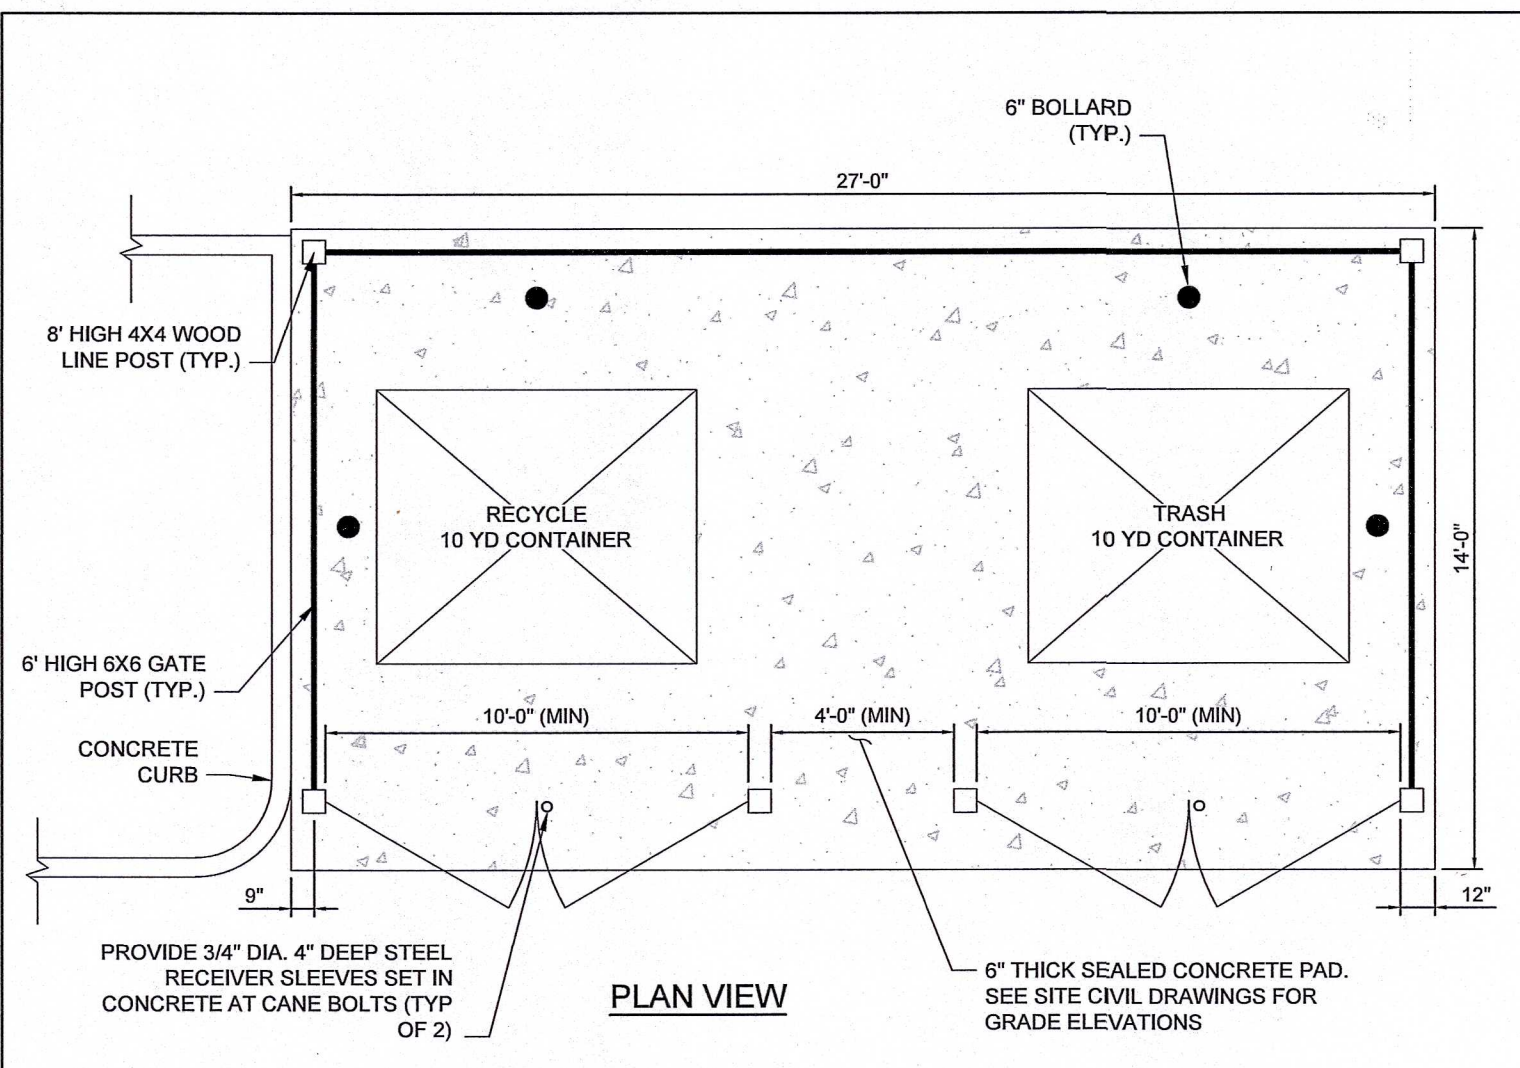 6" BOLLARD
(TYP.)
27'-0"
8' HIGH 4X4 WOOD
LINE POST (TYP.)
RECYCLE
10 YD CONTAINER
TRASH
10 YD CONTAINER
14'-0"
6' HIGH 6X6 GATE
POST (TYP.)
10'-0" (MIN)
4'-0" (MIN)
10'-0" (MIN)
CONCRETE
CURB
9"
12"
PROVIDE 3/4" DIA. 4" DEEP STEEL
RECEIVER SLEEVES SET IN
CONCRETE AT CANE BOLTS (TYP
OF 2)
PLAN VIEW
6" THICK SEALED CONCRETE PAD.
SEE SITE CIVIL DRAWINGS FOR
GRADE ELEVATIONS